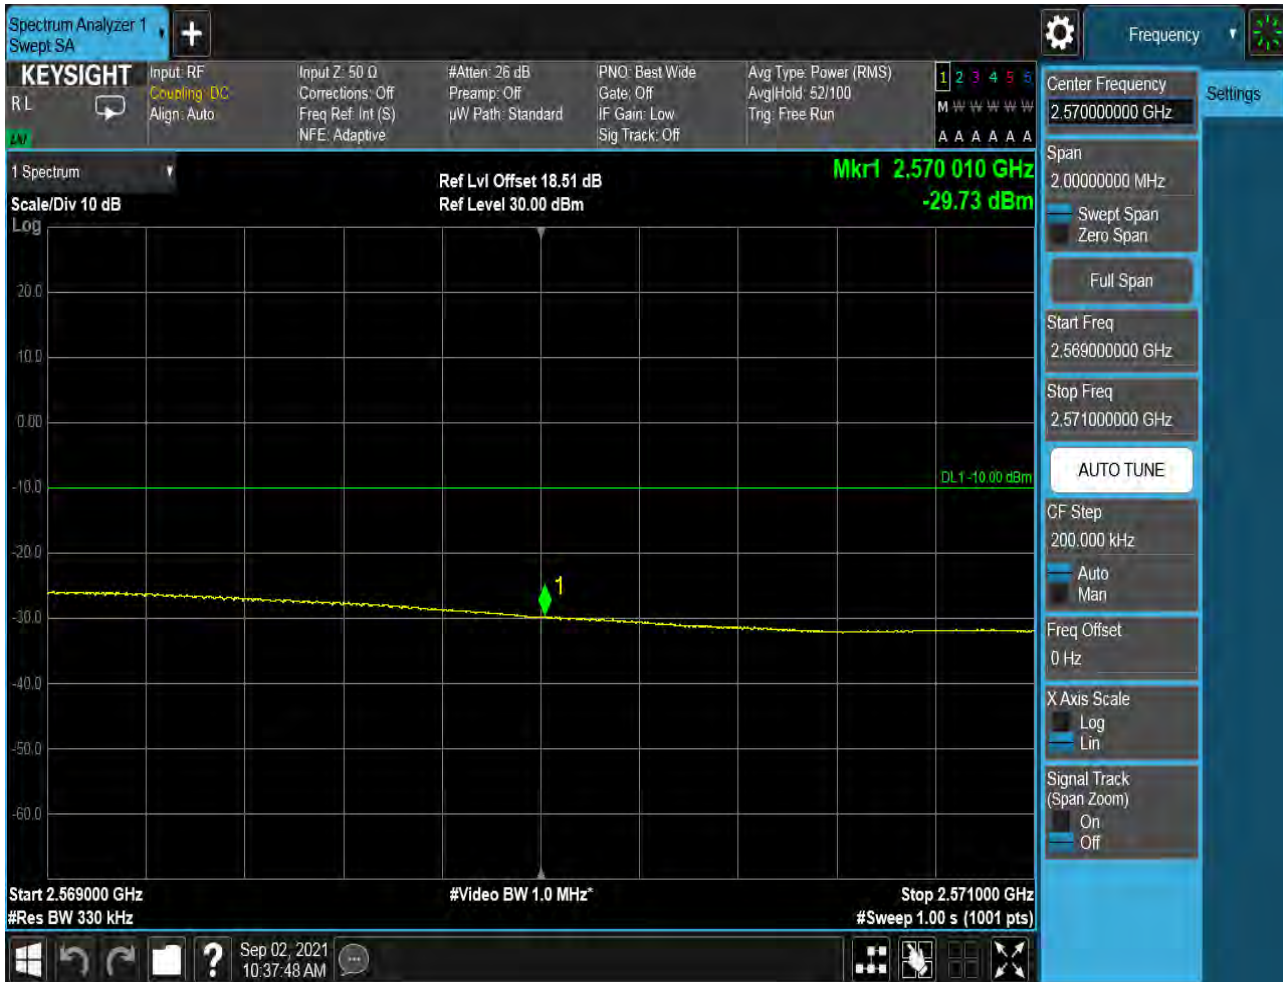 Spectrum Analyzer 1
Swept SA
Frequency
KEYSIGHT
R L
Input: RF
Coupling: DC
Align: Auto
Input Z: 50 Ω
Corrections: Off
Freq Ref: Int (S)
NFE: Adaptive
#Atten: 26 dB
Preamp: Off
µW Path: Standard
PNO: Best Wide
Gate: Off
IF Gain: Low
Sig Track: Off
Avg Type: Power (RMS)
Avg|Hold: 52/100
Trig: Free Run
1 2 3 4 5 6
M W W W W W
A A A A A A
1 Spectrum
Scale/Div 10 dB
Log
Ref Lvl Offset 18.51 dB
Ref Level 30.00 dBm
Mkr1 2.570 010 GHz
-29.73 dBm
20.0
10.0
0.00
-10.0
-20.0
-30.0
-40.0
-50.0
-60.0
DL1 -10.00 dBm
1
Start 2.569000 GHz
#Res BW 330 kHz
#Video BW 1.0 MHz*
Stop 2.571000 GHz
#Sweep 1.00 s (1001 pts)
Sep 02, 2021
10:37:48 AM
Center Frequency
2.570000000 GHz
Settings
Span
2.00000000 MHz
Swept Span
Zero Span
Full Span
Start Freq
2.569000000 GHz
Stop Freq
2.571000000 GHz
AUTO TUNE
CF Step
200.000 kHz
Auto
Man
Freq Offset
0 Hz
X Axis Scale
Log
Lin
Signal Track
(Span Zoom)
On
Off